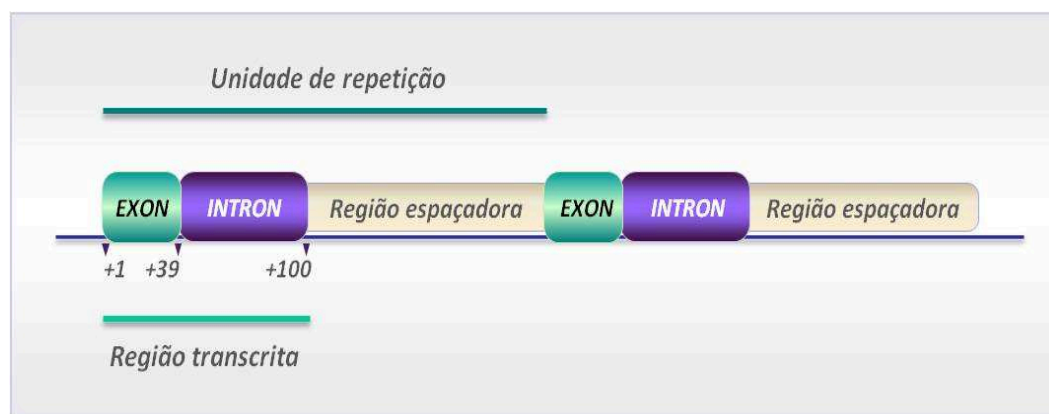 Unidade de repetição
EXON INTRON Região espaçadora EXON INTRON Região espaçadora
+1 +39 +100
Região transcrita